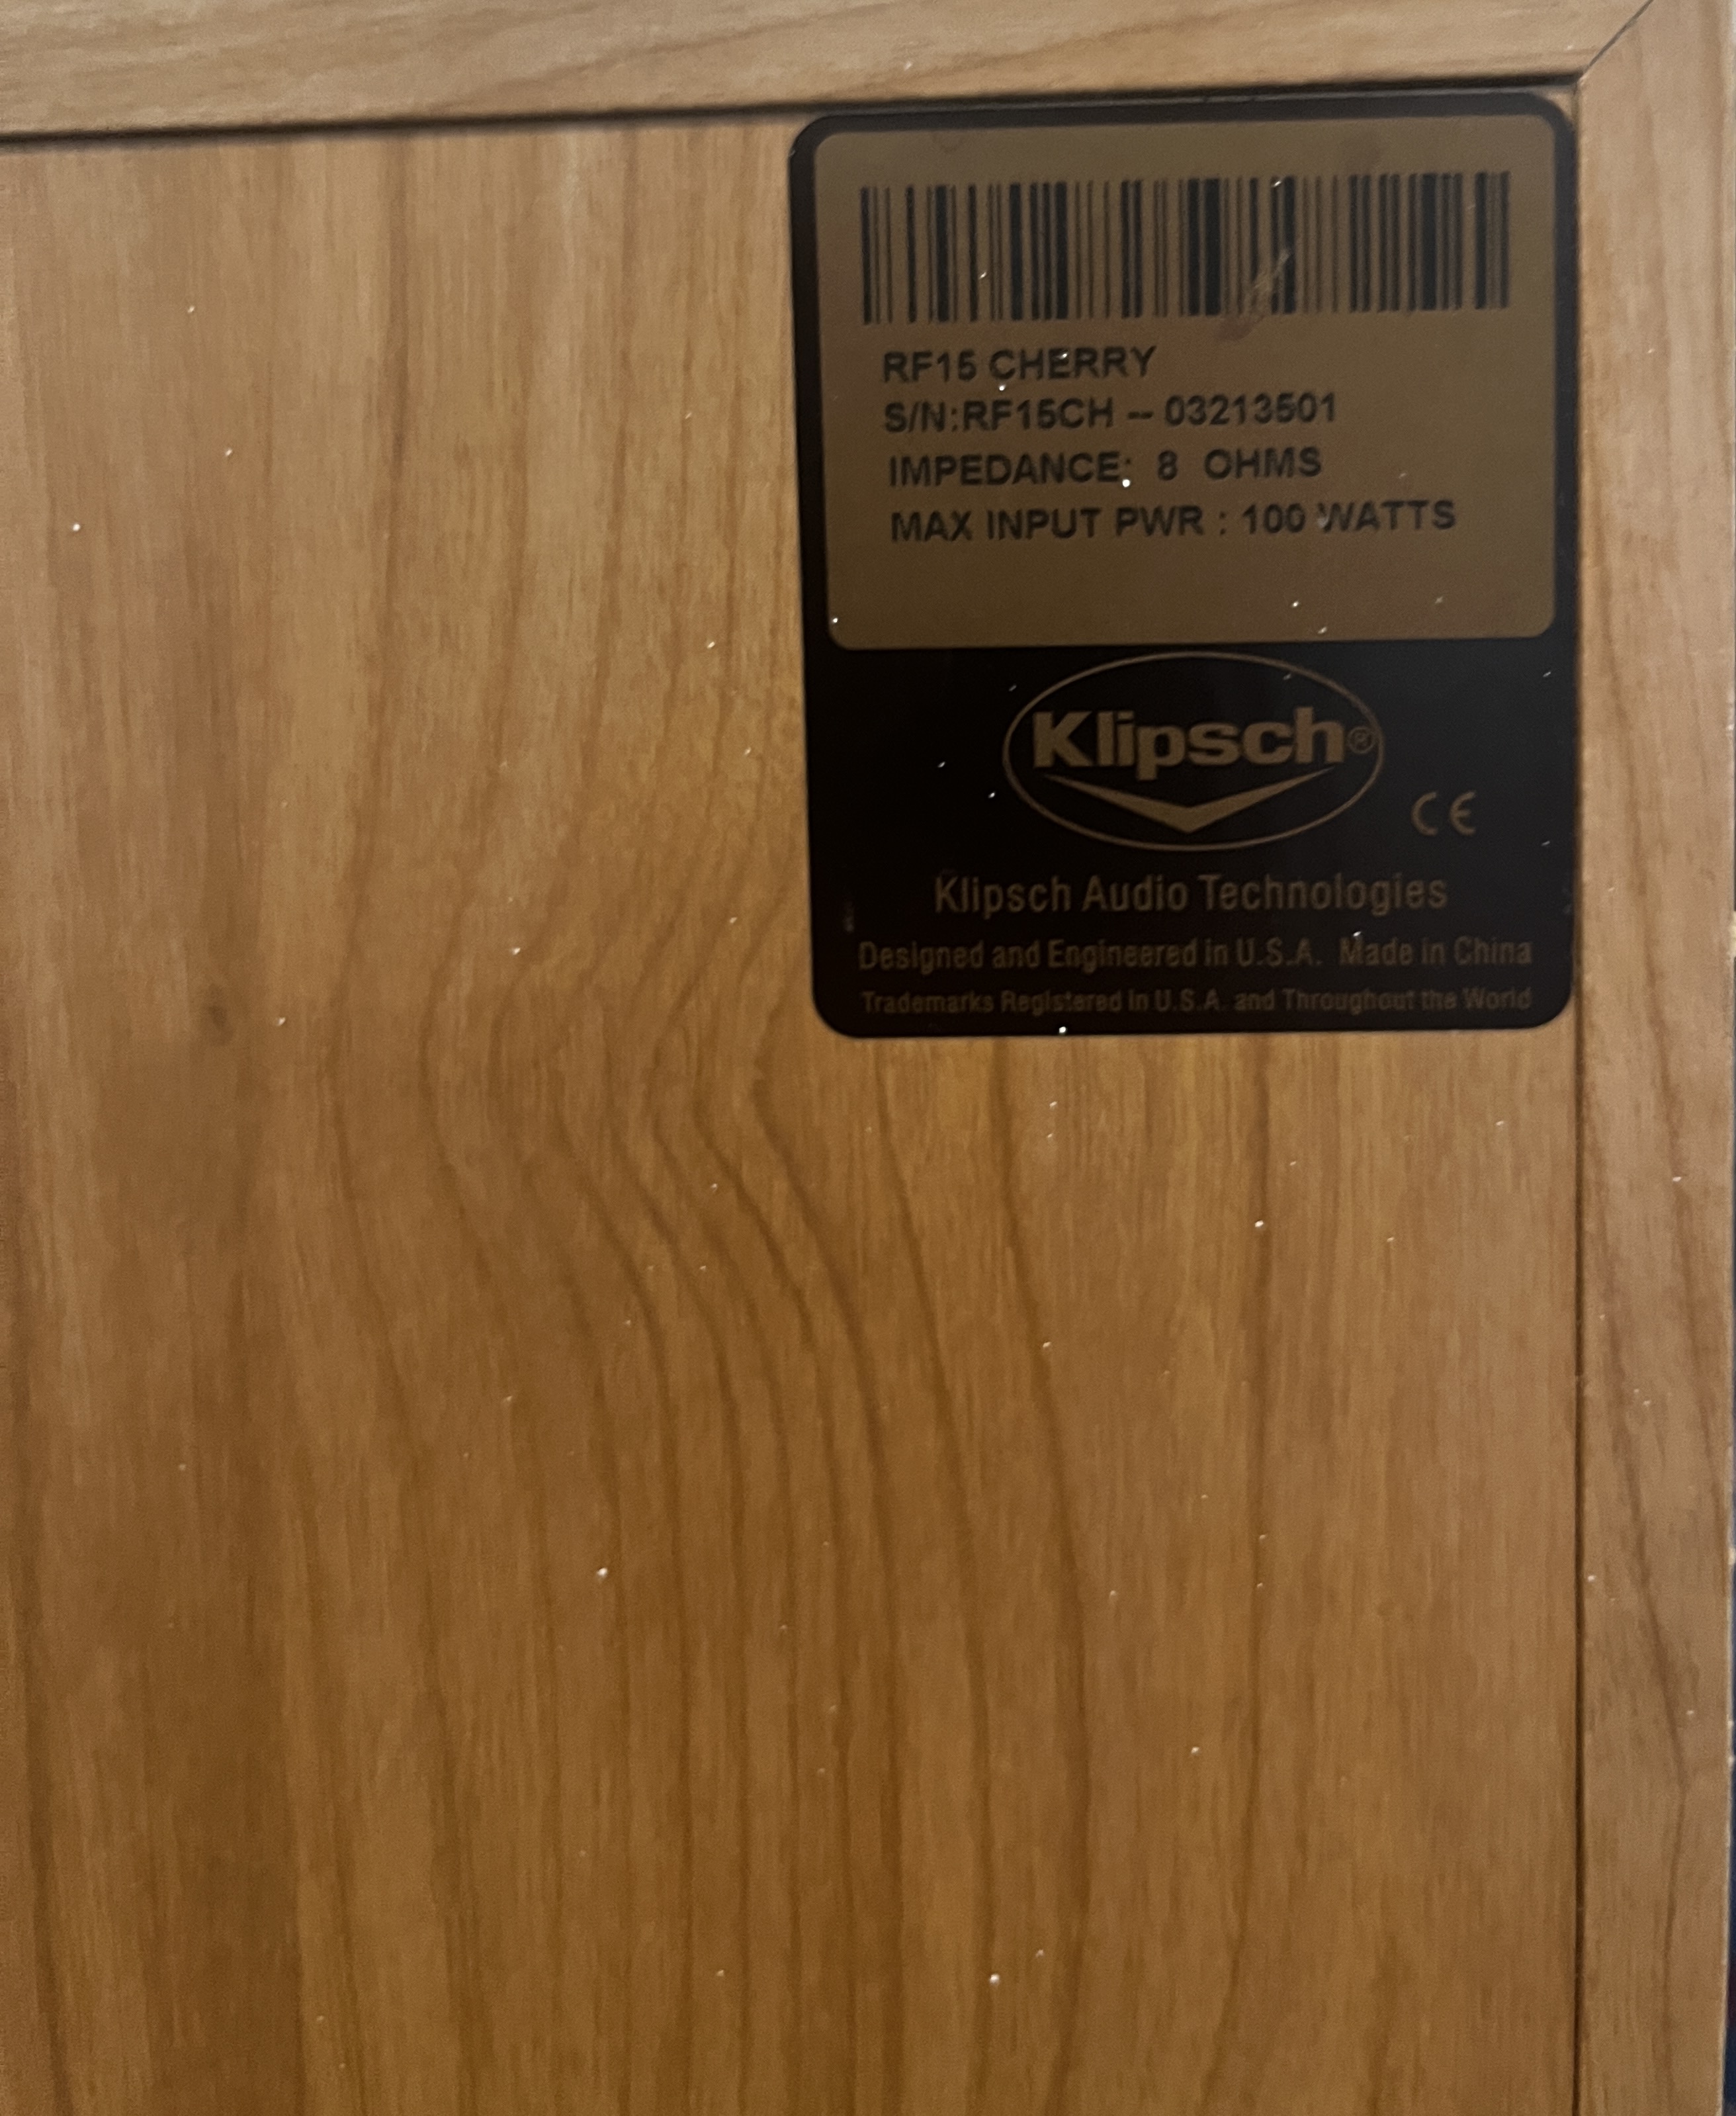 RF15 CHERRY
S/N:RF15CH -- 03213501
IMPEDANCE: 8 OHMS
MAX INPUT PWR : 100 WATTS
Klipsch®
CE
Klipsch Audio Technologies
Designed and Engineered in U.S.A. Made in China
Trademarks Registered in U.S.A. and Throughout the World